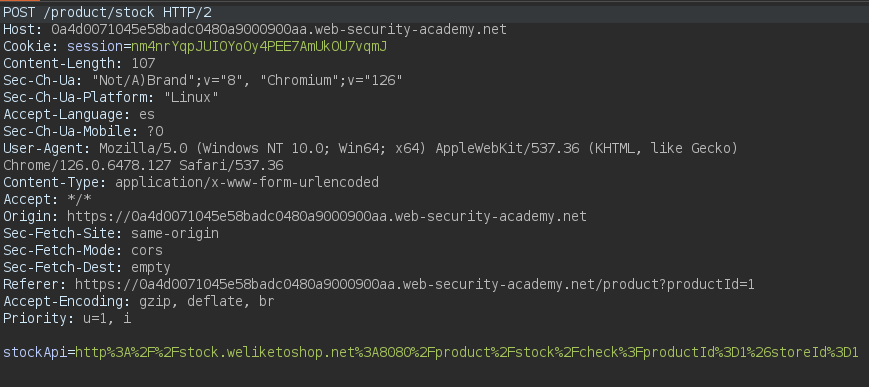 POST /product/stock HTTP/2
Host: 0a4d0071045e58badc0480a9000900aa.web-security-academy.net
Cookie: session=nm4nrYqpJUIOYoOy4PEE7AmUkOU7vqmJ
Content-Length: 107
Sec-Ch-Ua: "Not/A)Brand";v="8", "Chromium";v="126"
Sec-Ch-Ua-Platform: "Linux"
Accept-Language: es
Sec-Ch-Ua-Mobile: ?0
User-Agent: Mozilla/5.0 (Windows NT 10.0; Win64; x64) AppleWebKit/537.36 (KHTML, like Gecko)
Chrome/126.0.6478.127 Safari/537.36
Content-Type: application/x-www-form-urlencoded
Accept: */*
Origin: https://0a4d0071045e58badc0480a9000900aa.web-security-academy.net
Sec-Fetch-Site: same-origin
Sec-Fetch-Mode: cors
Sec-Fetch-Dest: empty
Referer: https://0a4d0071045e58badc0480a9000900aa.web-security-academy.net/product?productId=1
Accept-Encoding: gzip, deflate, br
Priority: u=1, i
stockApi=http%3A%2F%2Fstock.weliketoshop.net%3A8080%2Fproduct%2Fstock%2Fcheck%3FproductId%3D1%26storeId%3D1